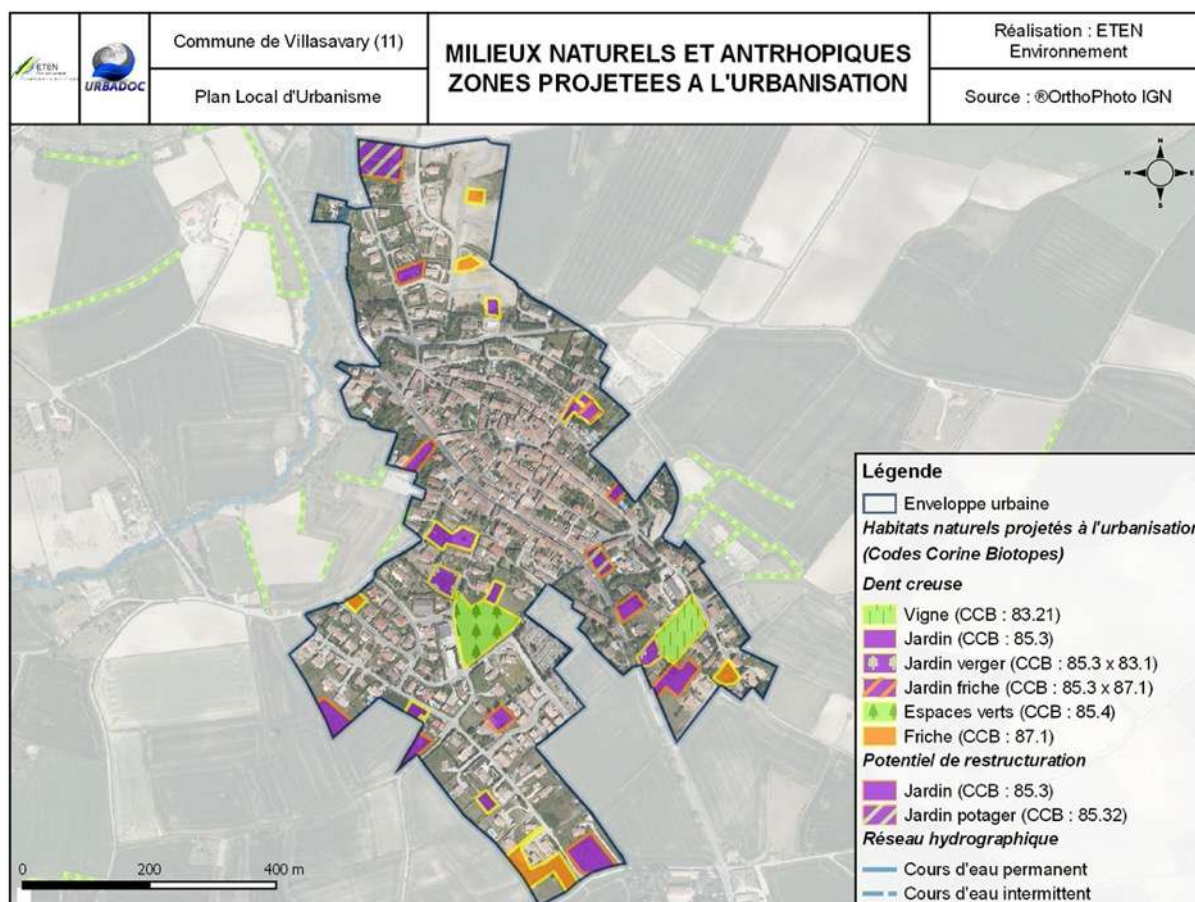 ETEN
URBADOC
Commune de Villasavary (11)
Plan Local d'Urbanisme
MILIEUX NATURELS ET ANTRHOPIQUES
ZONES PROJETEES A L'URBANISATION
Réalisation : ETEN
Environnement
Source : ®OrthoPhoto IGN
N
W E
S
Légende
Enveloppe urbaine
Habitats naturels projetés à l'urbanisation
(Codes Corine Biotopes)
Dent creuse
Vigne (CCB : 83.21)
Jardin (CCB : 85.3)
Jardin verger (CCB : 85.3 x 83.1)
Jardin friche (CCB : 85.3 x 87.1)
Espaces verts (CCB : 85.4)
Friche (CCB : 87.1)
Potentiel de restructuration
Jardin (CCB : 85.3)
Jardin potager (CCB : 85.32)
Réseau hydrographique
Cours d'eau permanent
Cours d'eau intermittent
0 200 400 m